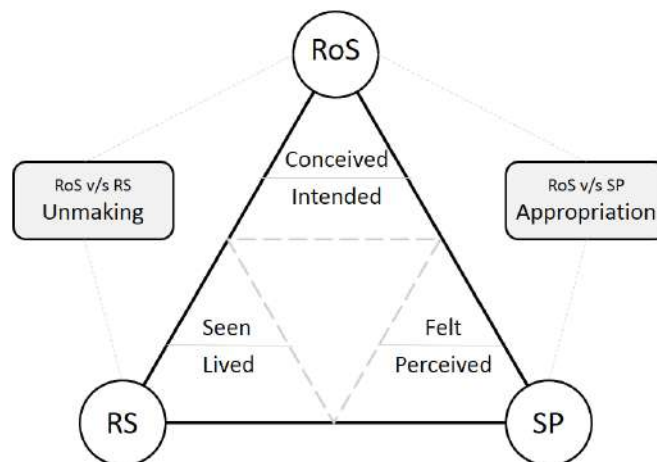 RoS
Conceived
Intended
RoS v/s RS
Unmaking
RoS v/s SP
Appropriation
Seen
Lived
Felt
Perceived
RS
SP